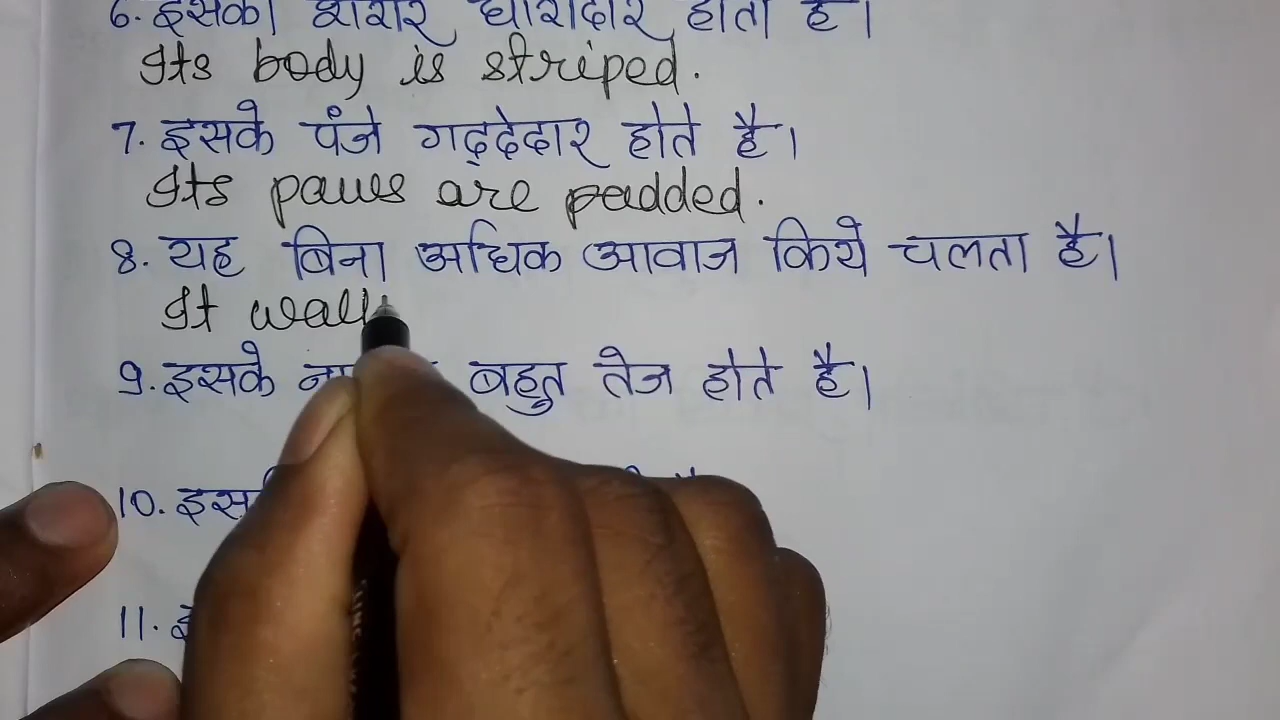 6. इसका शरीर धारीदार होता है।
Its body is striped.
7. इसके पंजे गद्देदार होते है।
Its paws are padded.
8. यह बिना अधिक आवाज किये चलता है।
It walk
9. इसके बहुत तेज होते है।
10.
11.